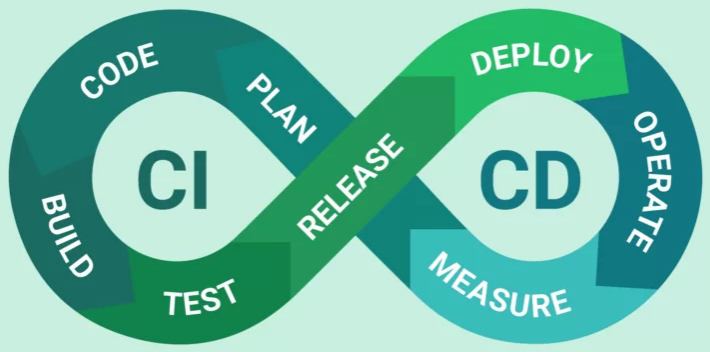 PLAN
CODE
BUILD
TEST
RELEASE
DEPLOY
OPERATE
MEASURE
CI
CD